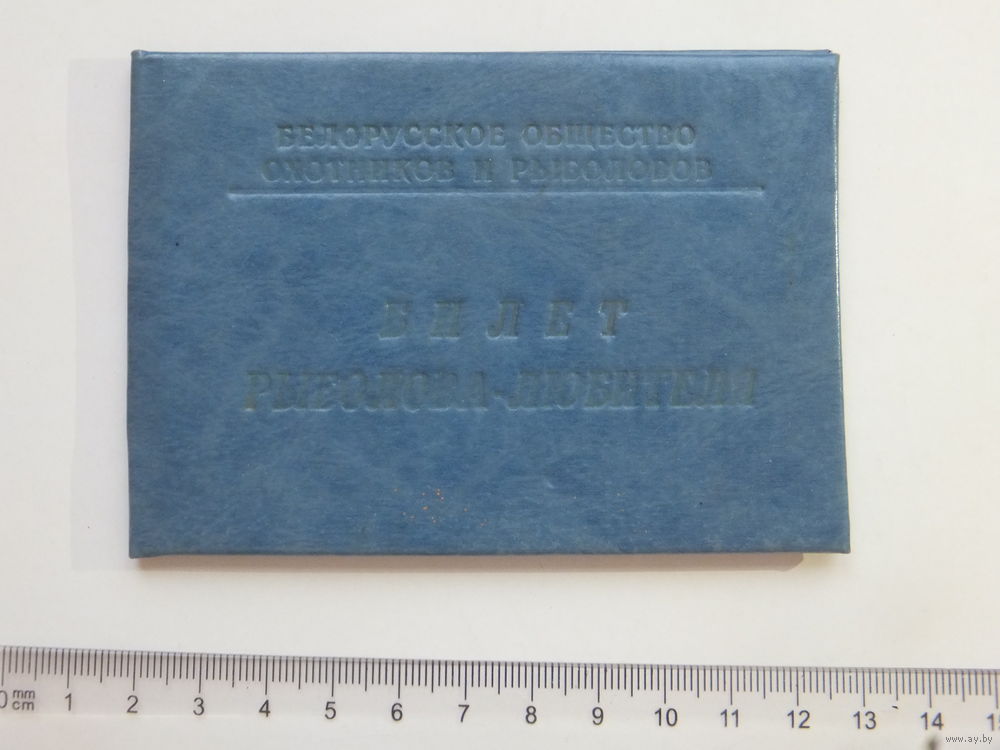 БЕЛОРУССКОЕ ОБЩЕСТВО
ОХОТНИКОВ И РЫБОЛОВОВ
БИЛЕТ
РЫБОЛОВА-ЛЮБИТЕЛЯ
0 mm 1 2 3 4 5 6 7 8 9 10 11 12 13 14 15
cm
www.ay.by